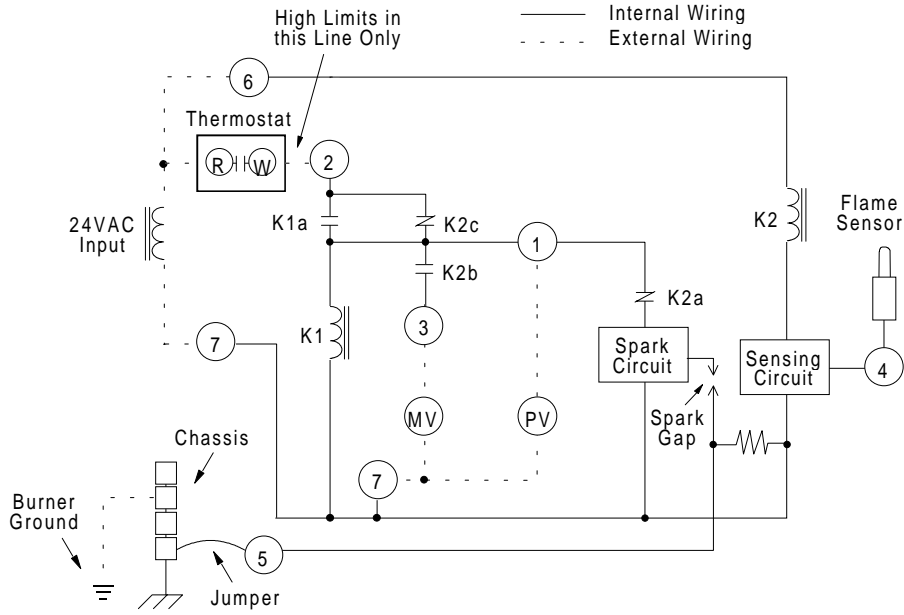 High Limits in
this Line Only
Internal Wiring
External Wiring
6
Thermostat
R
W
2
24VAC
Input
K1a
K2c
1
K2
Flame
Sensor
K2b
K2a
7
K1
3
Spark
Circuit
Sensing
Circuit
4
MV
PV
Spark
Gap
Chassis
7
Burner
Ground
5
Jumper